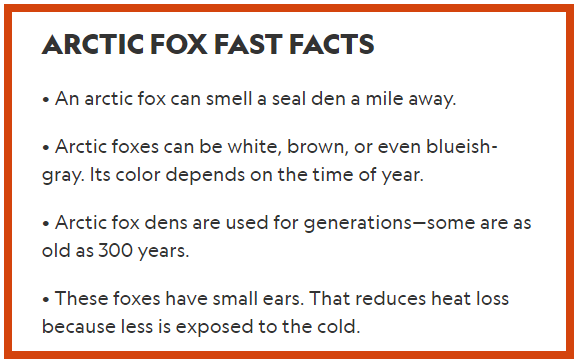 ARCTIC FOX FAST FACTS
• An arctic fox can smell a seal den a mile away.
• Arctic foxes can be white, brown, or even blueish-
gray. Its color depends on the time of year.
• Arctic fox dens are used for generations—some are as
old as 300 years.
• These foxes have small ears. That reduces heat loss
because less is exposed to the cold.